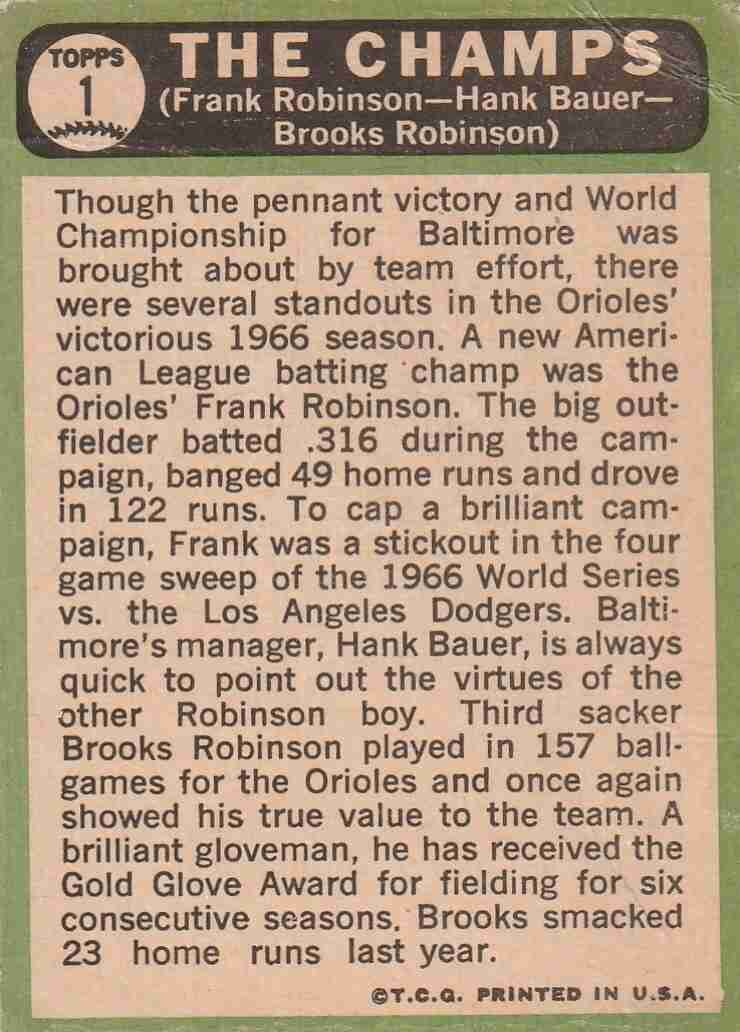 TOPPS
1
THE CHAMPS
(Frank Robinson—Hank Bauer—
Brooks Robinson)
Though the pennant victory and World
Championship for Baltimore was
brought about by team effort, there
were several standouts in the Orioles'
victorious 1966 season. A new Ameri-
can League batting champ was the
Orioles' Frank Robinson. The big out-
fielder batted .316 during the cam-
paign, banged 49 home runs and drove
in 122 runs. To cap a brilliant cam-
paign, Frank was a stickout in the four
game sweep of the 1966 World Series
vs. the Los Angeles Dodgers. Balti-
more's manager, Hank Bauer, is always
quick to point out the virtues of the
other Robinson boy. Third sacker
Brooks Robinson played in 157 ball-
games for the Orioles and once again
showed his true value to the team. A
brilliant gloveman, he has received the
Gold Glove Award for fielding for six
consecutive seasons. Brooks smacked
23 home runs last year.
©T.C.G. PRINTED IN U.S.A.